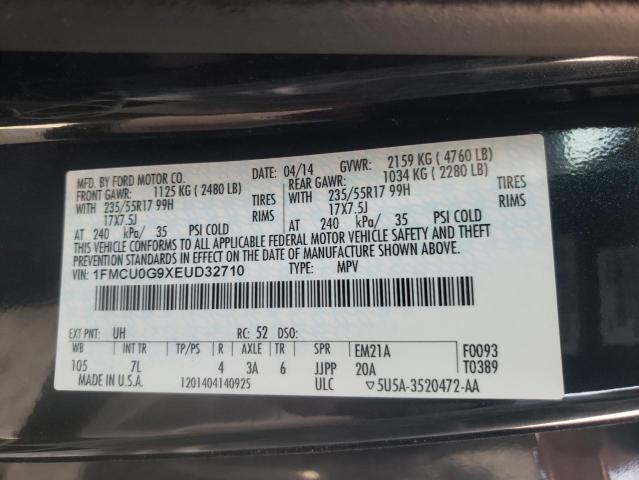 MFD. BY FORD MOTOR CO.
DATE: 04/14 GVWR: 2159 KG ( 4760 LB)
FRONT GAWR: 1125 KG ( 2480 LB) REAR GAWR: 1034 KG ( 2280 LB)
WITH 235/55R17 99H TIRES WITH 235/55R17 99H TIRES
17X7.5J RIMS 17X7.5J RIMS
AT 240 kPa/ 35 PSI COLD AT 240 kPa/ 35 PSI COLD
THIS VEHICLE CONFORMS TO ALL APPLICABLE FEDERAL MOTOR VEHICLE SAFETY AND THEFT
PREVENTION STANDARDS IN EFFECT ON THE DATE OF MANUFACTURE SHOWN ABOVE.
VIN: 1FMCU0G9XEUD32710 TYPE: MPV
EXT PNT: UH RC: 52 DSO:
WB INT TR TP/PS R AXLE TR SPR EM21A F0093
105 7L 4 3A 6 JJPP 20A T0389
MADE IN U.S.A. 1201404140925 ULC ▽5U5A-3520472-AA